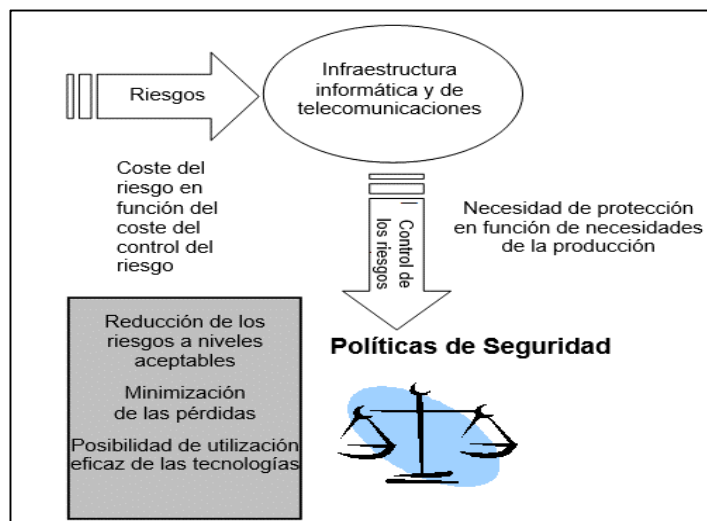 Riesgos
Infraestructura
informática y de
telecomunicaciones
Coste del
riesgo en
función del
coste del
control del
riesgo
Control de
los riesgos
Necesidad de protección
en función de necesidades
de la producción
Reducción de los
riesgos a niveles
aceptables
Minimización
de las pérdidas
Posibilidad de utilización
eficaz de las tecnologías
Políticas de Seguridad